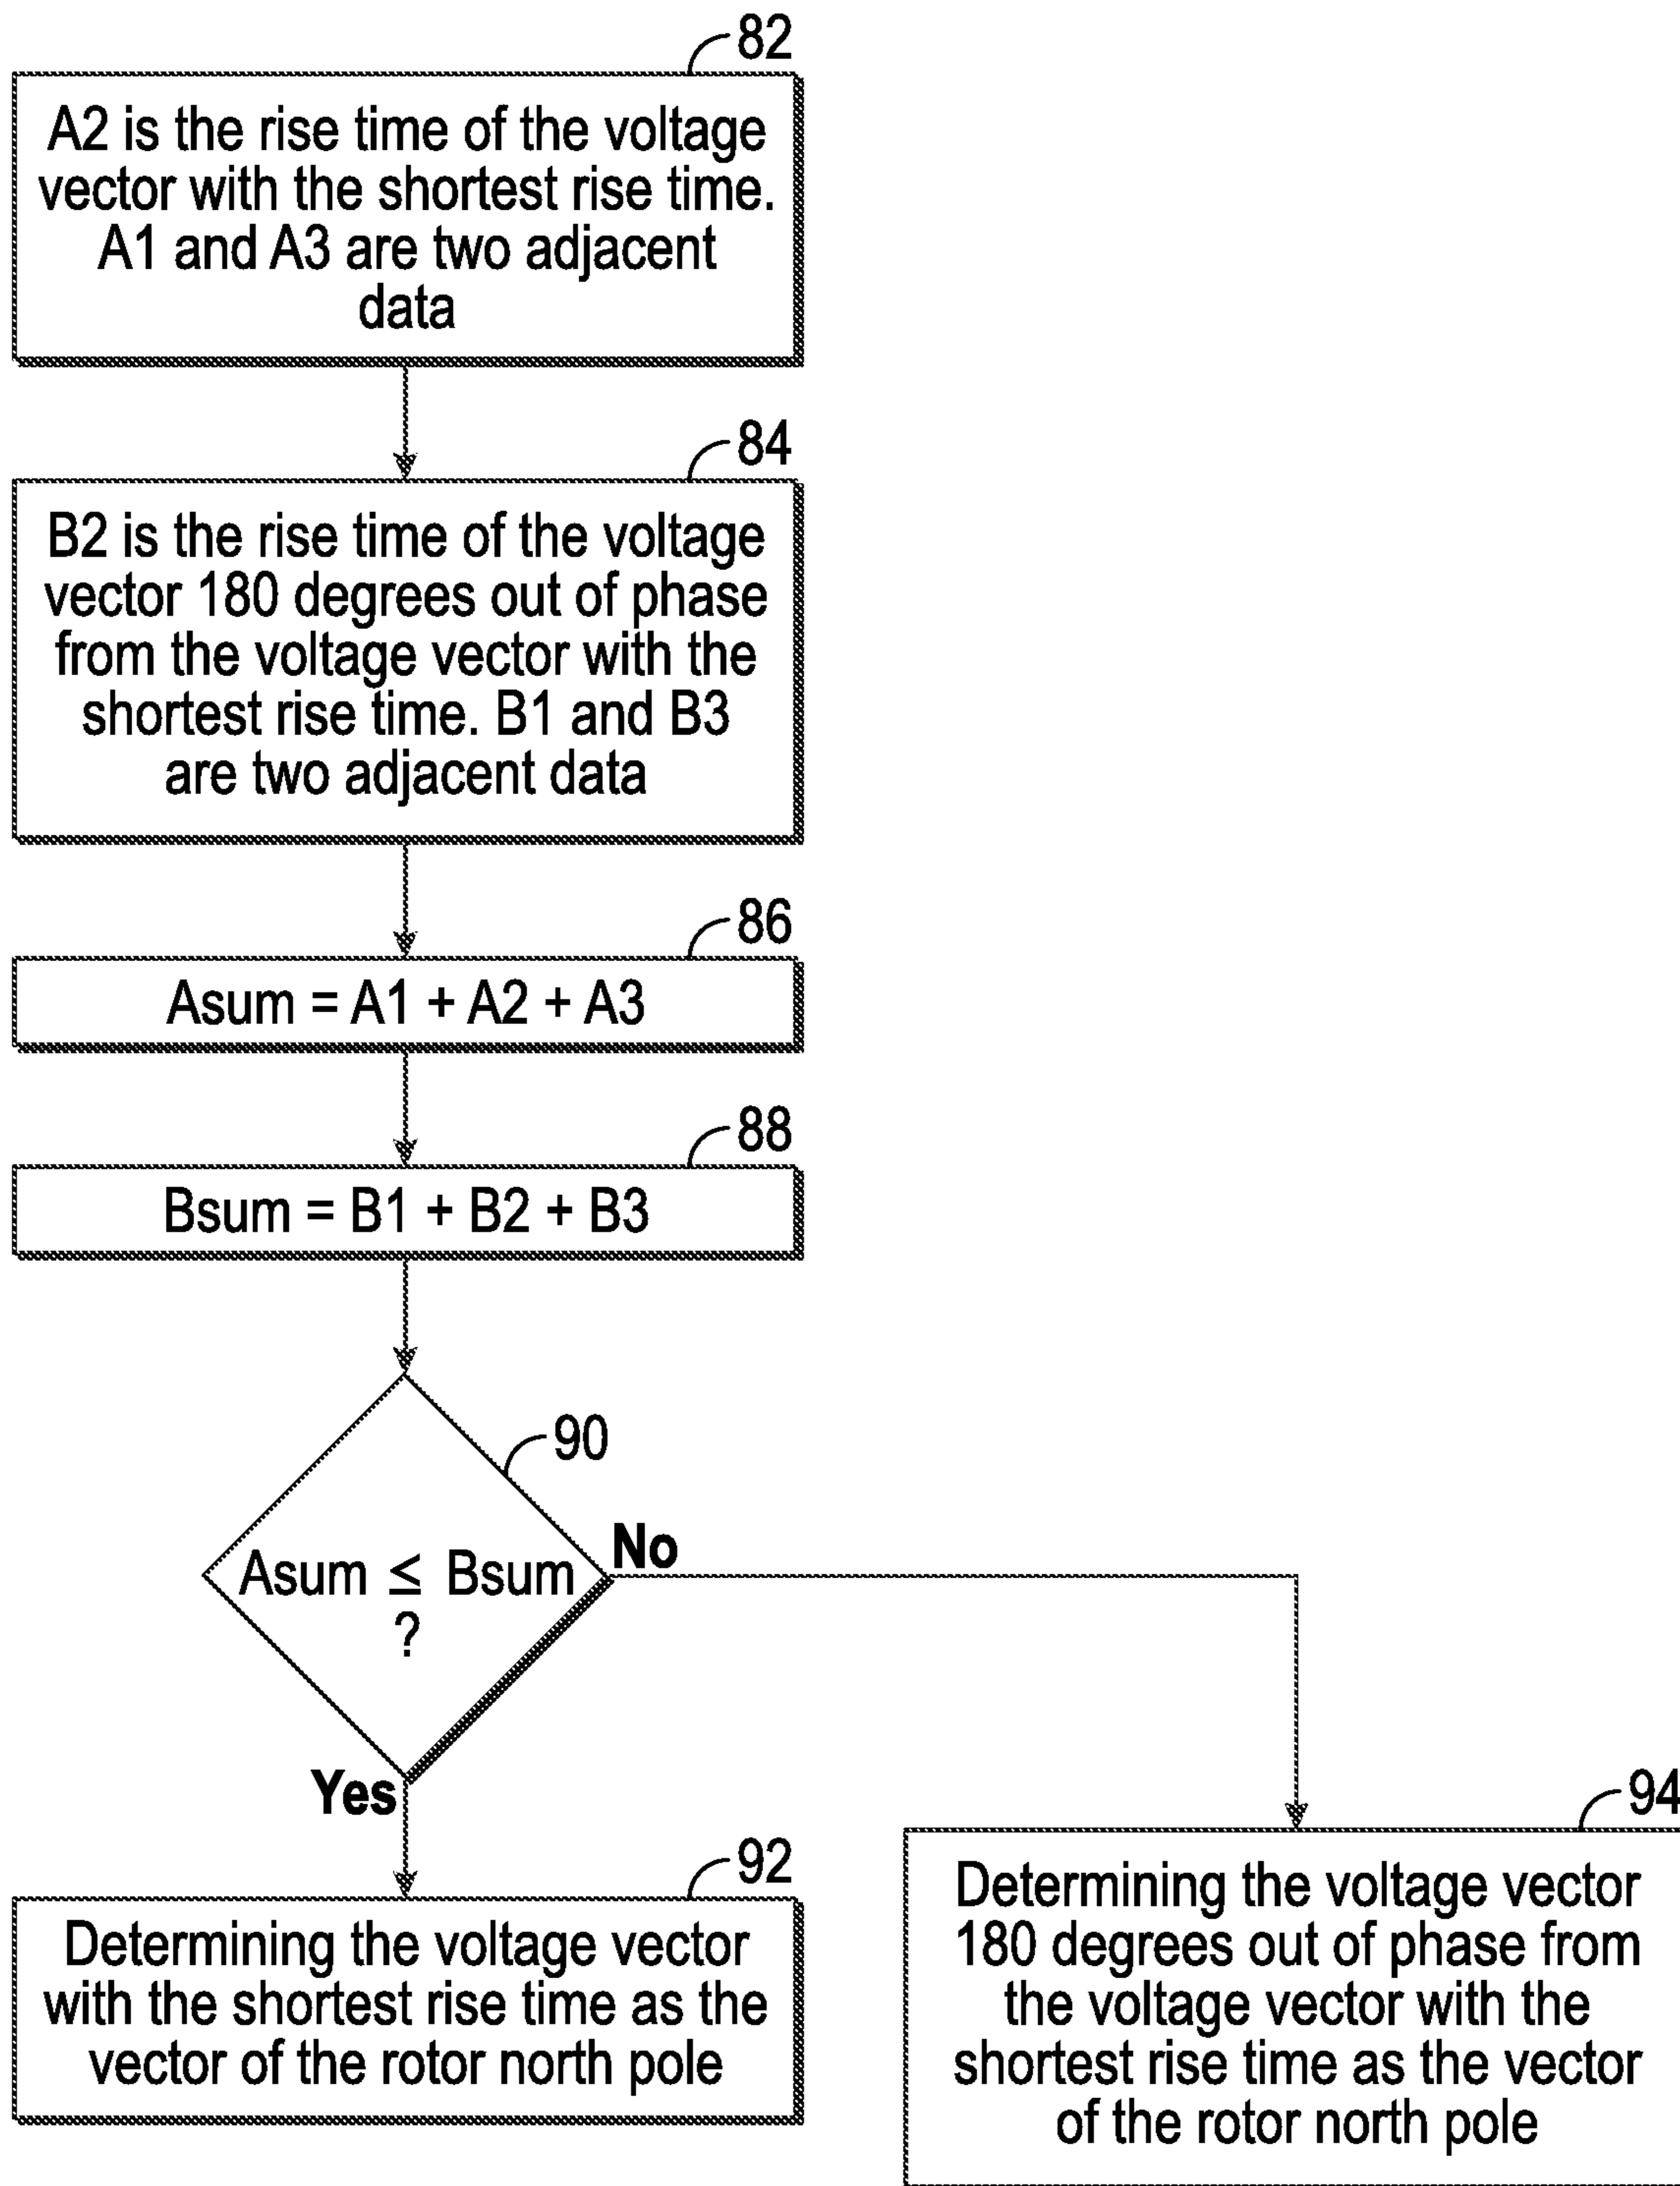 82
A2 is the rise time of the voltage
vector with the shortest rise time.
A1 and A3 are two adjacent
data
84
B2 is the rise time of the voltage
vector 180 degrees out of phase
from the voltage vector with the
shortest rise time. B1 and B3
are two adjacent data
86
Asum = A1 + A2 + A3
88
Bsum = B1 + B2 + B3
90
Asum ≤ Bsum
?
No
Yes
92
Determining the voltage vector
with the shortest rise time as the
vector of the rotor north pole
94
Determining the voltage vector
180 degrees out of phase from
the voltage vector with the
shortest rise time as the vector
of the rotor north pole